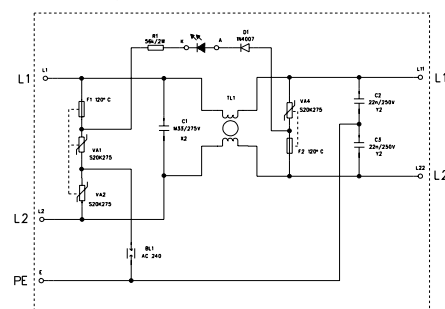 R1
56k/2W
K
A
D1
1N4007
L1
L1
L11
L1
F1 120° C
C1
M33/275V
X2
TL1
VA4
S20K275
C2
22n/250V
Y2
VA1
S20K275
F2 120° C
C3
22n/250V
Y2
L22
L2
VA2
S20K275
L2
L2
BL1
AC 240
PE
E